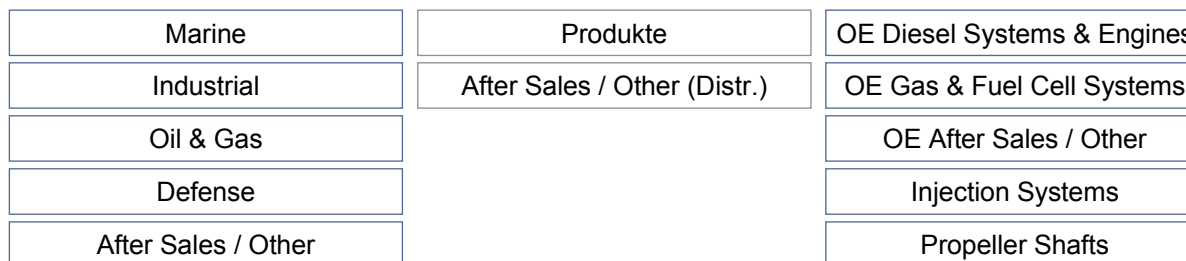 Marine
Industrial
Oil & Gas
Defense
After Sales / Other
Produkte
After Sales / Other (Distr.)
OE Diesel Systems & Engines
OE Gas & Fuel Cell Systems
OE After Sales / Other
Injection Systems
Propeller Shafts